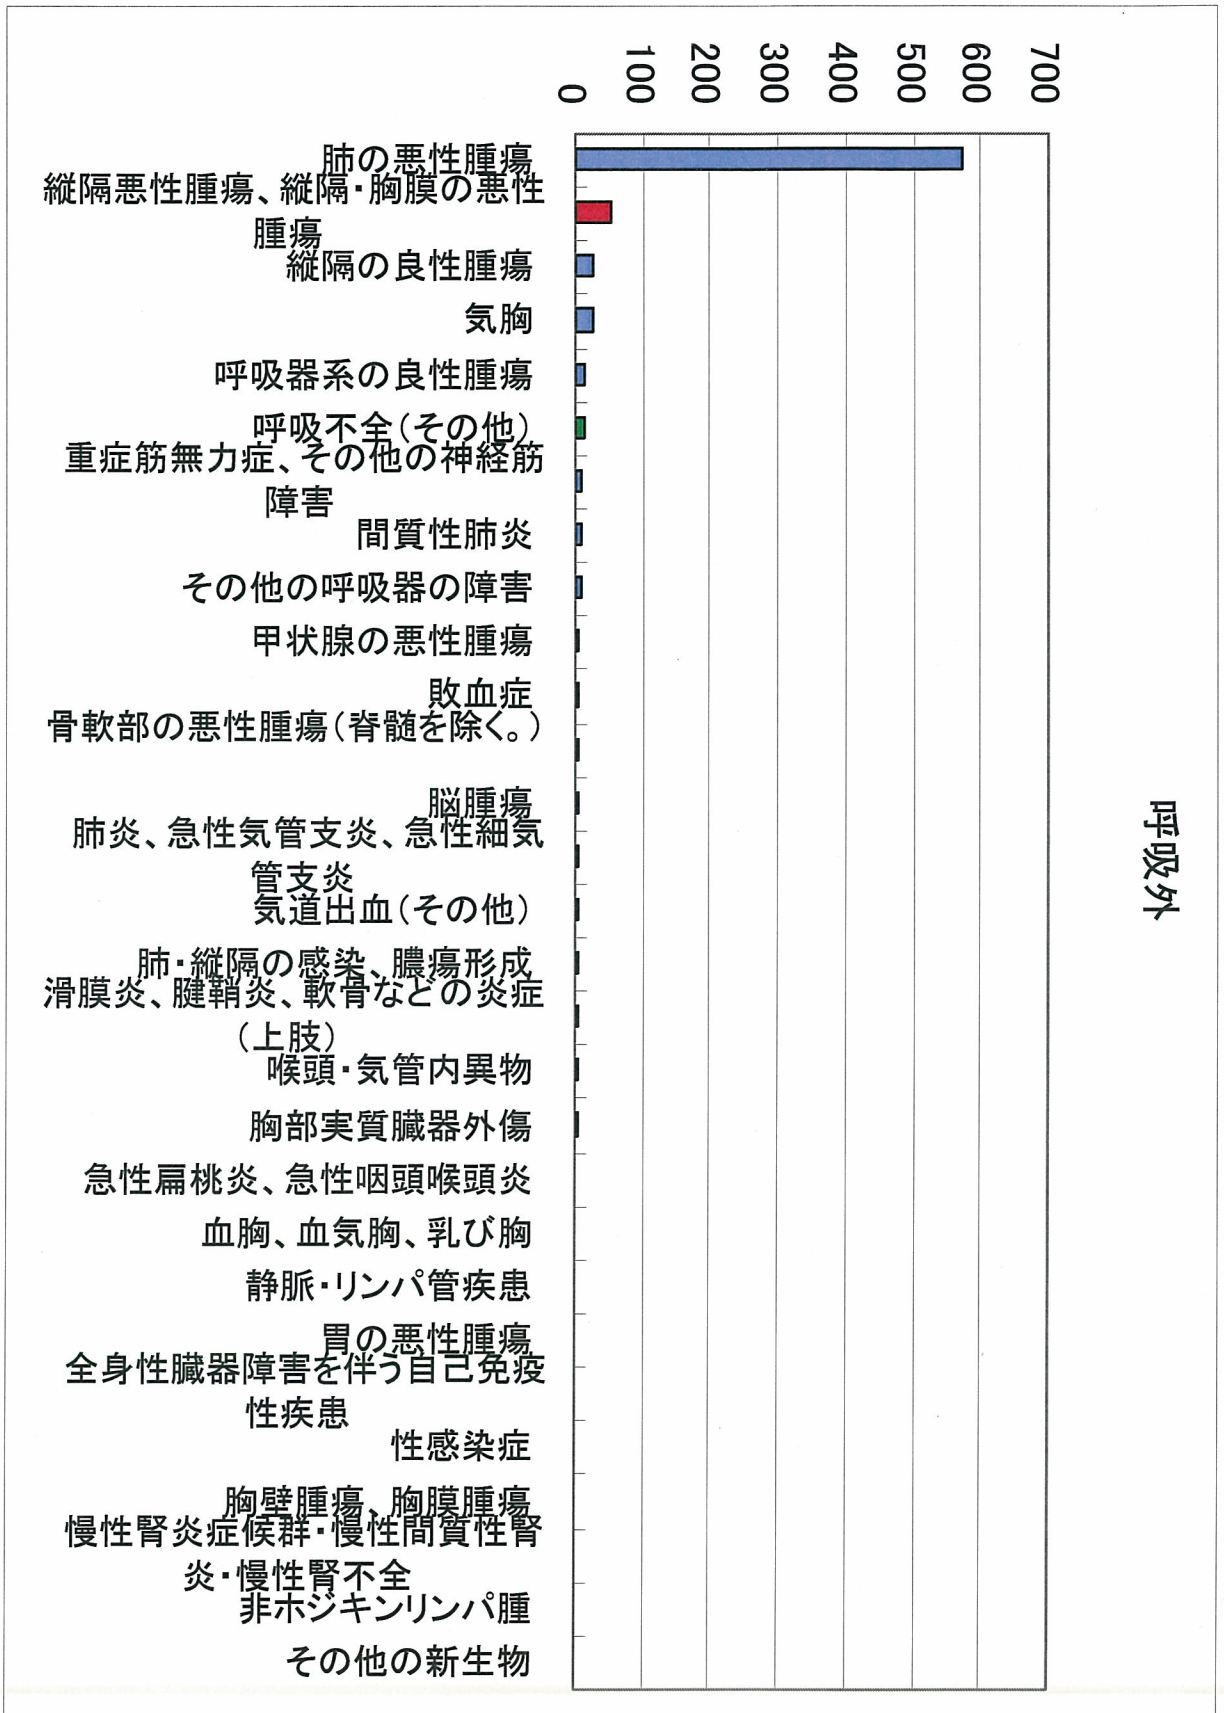 呼吸外
0
100
200
300
400
500
600
700
肺の悪性腫瘍
縦隔悪性腫瘍、縦隔・胸膜の悪性
腫瘍
縦隔の良性腫瘍
気胸
呼吸器系の良性腫瘍
呼吸不全(その他)
重症筋無力症、その他の神経筋
障害
間質性肺炎
その他の呼吸器の障害
甲状腺の悪性腫瘍
敗血症
骨軟部の悪性腫瘍(脊髄を除く。)
脳腫瘍
肺炎、急性気管支炎、急性細気
管支炎
気道出血(その他)
肺・縦隔の感染、膿瘍形成
滑膜炎、腱鞘炎、軟骨などの炎症
(上肢)
喉頭・気管内異物
胸部実質臓器外傷
急性扁桃炎、急性咽頭喉頭炎
血胸、血気胸、乳び胸
静脈・リンパ管疾患
胃の悪性腫瘍
全身性臓器障害を伴う自己免疫
性疾患
性感染症
胸壁腫瘍、胸膜腫瘍
慢性腎炎症候群・慢性間質性腎
炎・慢性腎不全
非ホジキンリンパ腫
その他の新生物